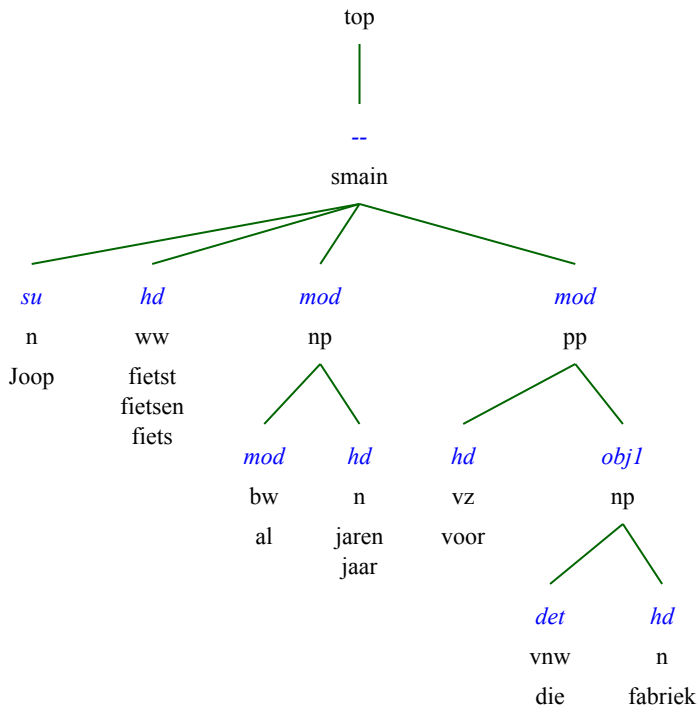 top
--
smain
su hd mod mod
n ww np pp
Joop fietst
fietsen
fiets
mod hd hd obj1
bw n vz np
al jaren voor
jaar
det hd
vnw n
die fabriek